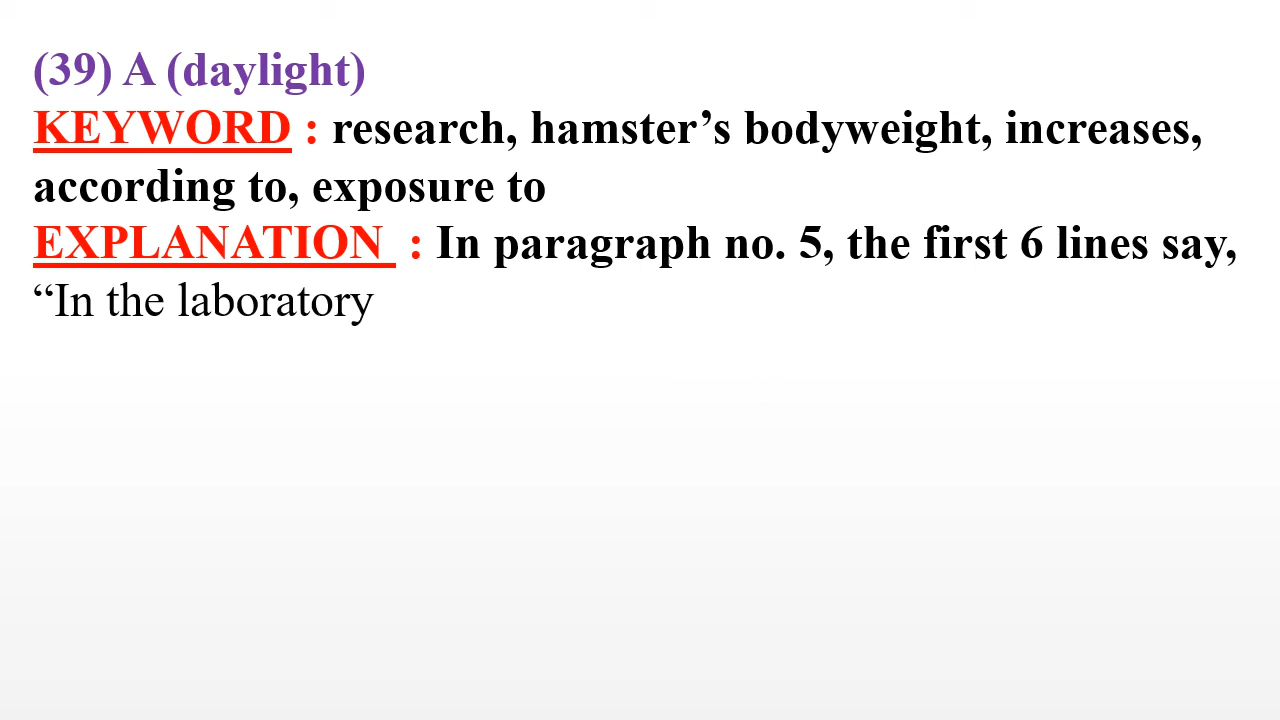 (39) A (daylight)
KEYWORD : research, hamster’s bodyweight, increases,
according to, exposure to
EXPLANATION : In paragraph no. 5, the first 6 lines say,
“In the laboratory